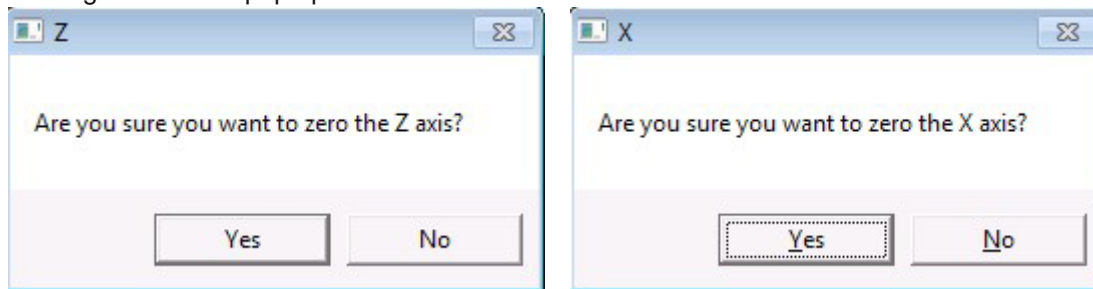 Z
Are you sure you want to zero the Z axis?
Yes No
X
Are you sure you want to zero the X axis?
Yes No